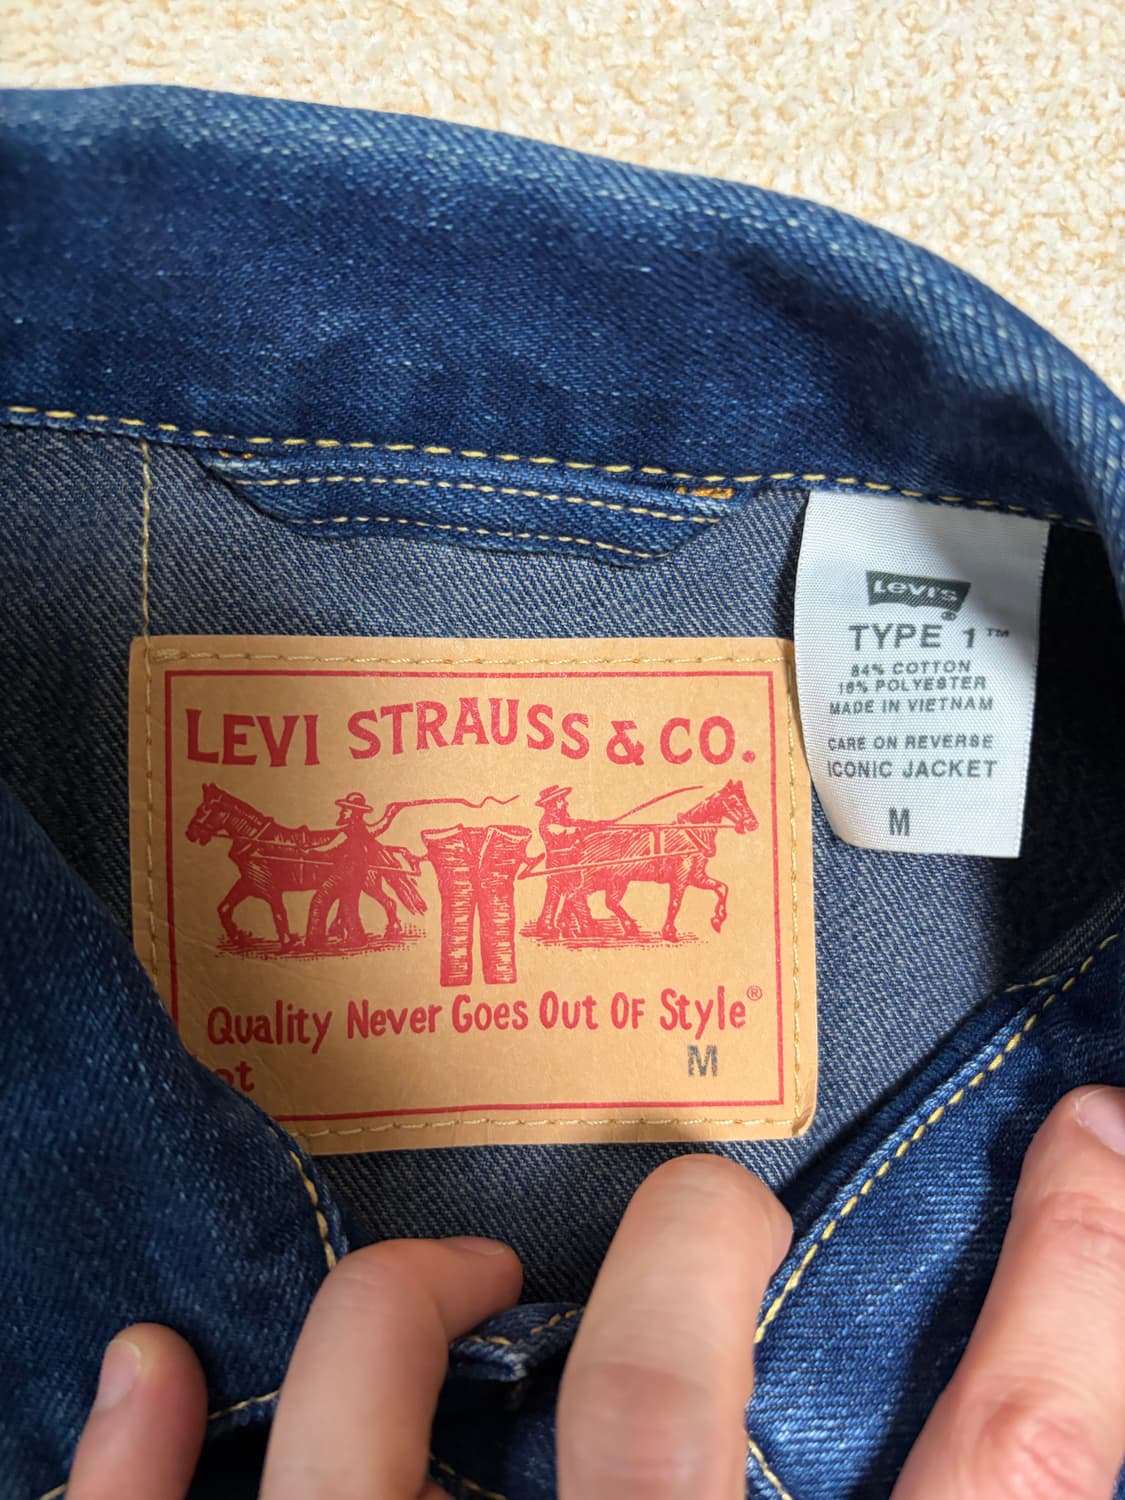 LEVI STRAUSS & CO.
Quality Never Goes Out Of Style®
M
Levi's®
TYPE 1™
84% COTTON
16% POLYESTER
MADE IN VIETNAM
CARE ON REVERSE
ICONIC JACKET
M